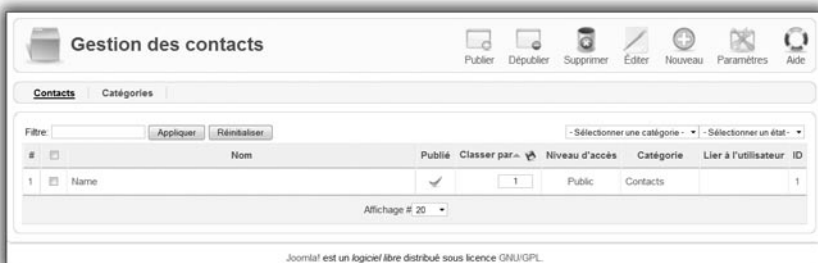 Gestion des contacts
Publier Dépublier Supprimer Éditer Nouveau Paramètres Aide
Contacts Catégories
Filtre: Appliquer Réinitialiser - Sélectionner une catégorie - - Sélectionner un état-
# Nom Publié Classer par Niveau d'accès Catégorie Lier à l'utilisateur ID
1 Name 1 Public Contacts 1
Affichage # 20
Joomla! est un logiciel libre distribué sous licence GNU/GPL.